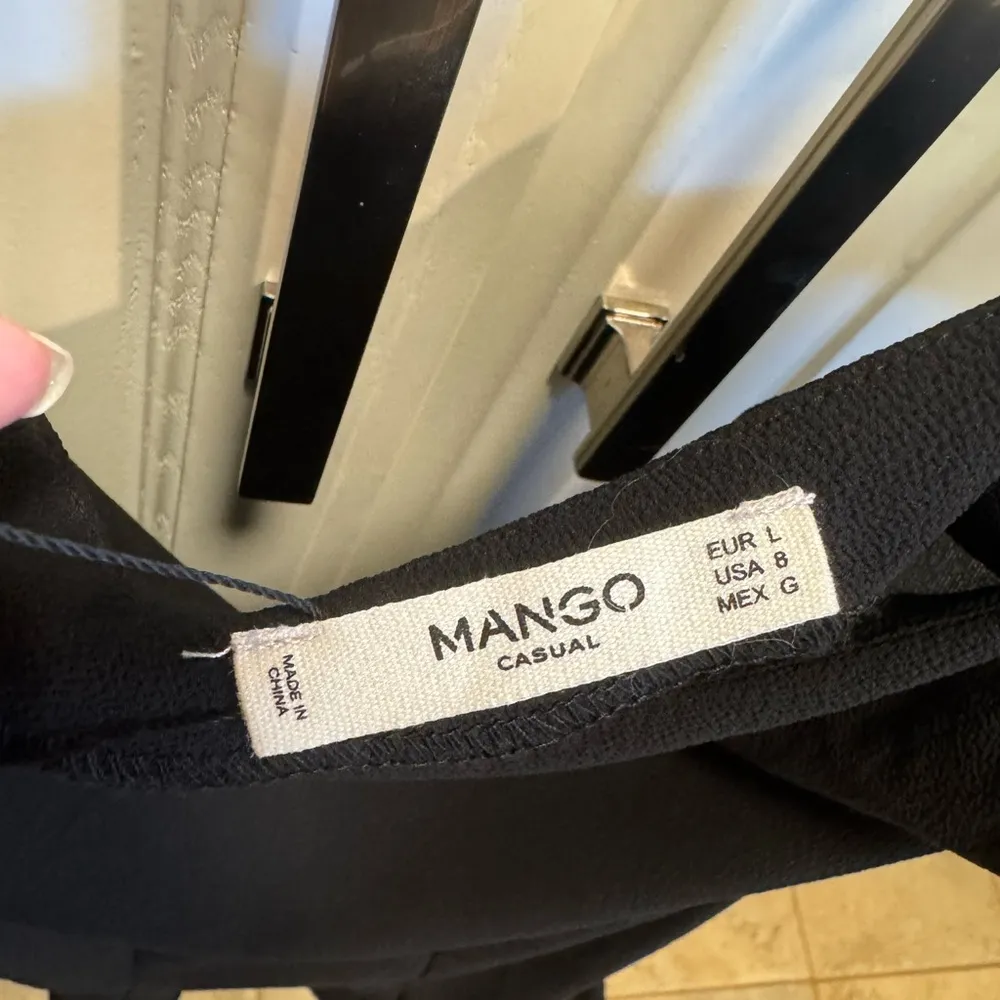 MANGO
CASUAL
EUR L
USA 8
MEX G
MADE IN
CHINA